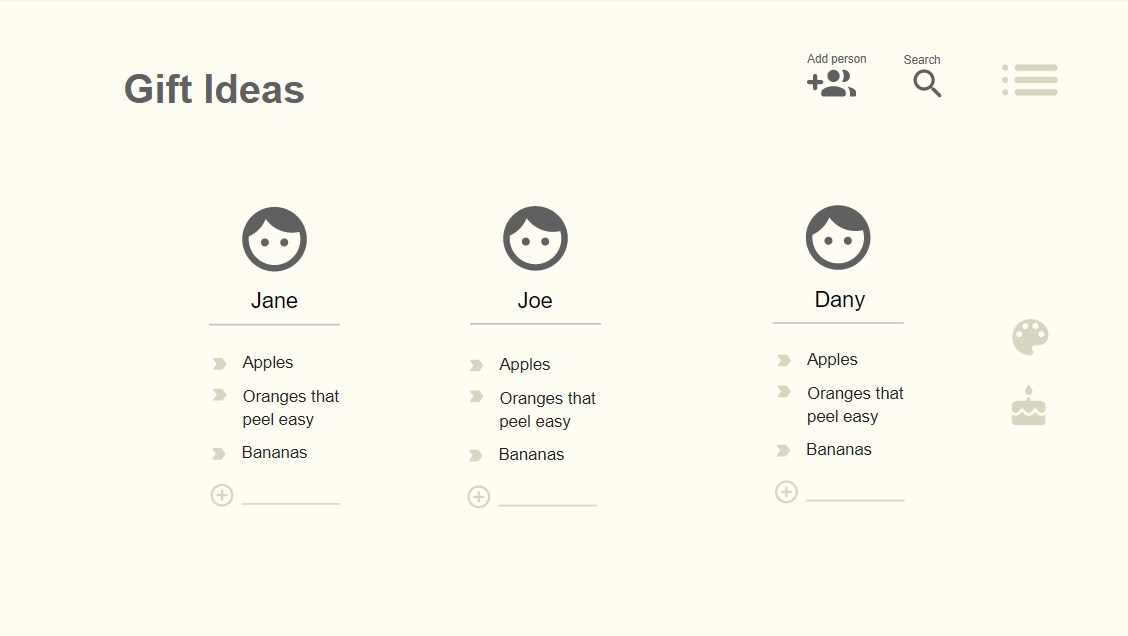 Add person
Search
Gift Ideas
Jane
Joe
Dany
Apples
Oranges that
peel easy
Bananas
Apples
Oranges that
peel easy
Bananas
Apples
Oranges that
peel easy
Bananas